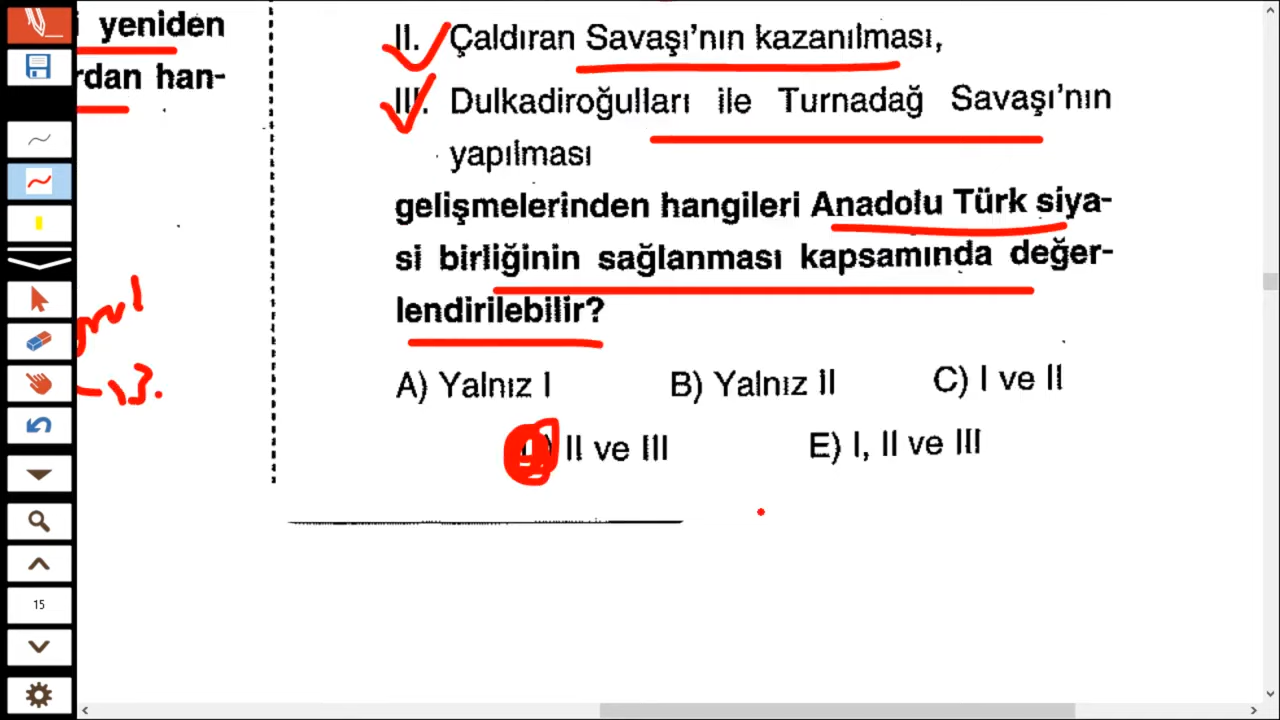 i yeniden
rdan han-
13.
15
II. Çaldıran Savaşı’nın kazanılması,
III. Dulkadiroğulları ile Turnadağ Savaşı’nın
yapılması
gelişmelerinden hangileri Anadolu Türk siya-
si birliğinin sağlanması kapsamında değer-
lendirilebilir?
A) Yalnız I B) Yalnız II C) I ve II
II ve III E) I, II ve III